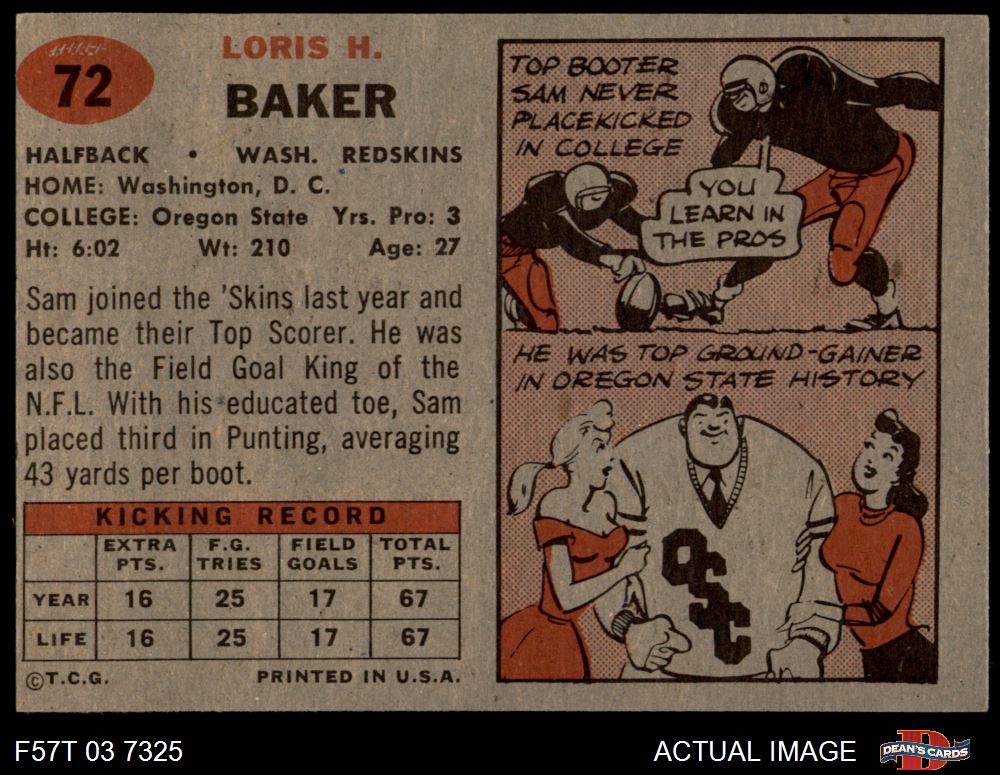 72
LORIS H.
BAKER
HALFBACK • WASH. REDSKINS
HOME: Washington, D. C.
COLLEGE: Oregon State Yrs. Pro: 3
Ht: 6:02 Wt: 210 Age: 27
Sam joined the 'Skins last year and
became their Top Scorer. He was
also the Field Goal King of the
N.F.L. With his educated toe, Sam
placed third in Punting, averaging
43 yards per boot.
KICKING RECORD
EXTRA PTS. F.G. TRIES FIELD GOALS TOTAL PTS.
YEAR 16 25 17 67
LIFE 16 25 17 67
©T.C.G. PRINTED IN U.S.A.
TOP BOOTER
SAM NEVER
PLACEKICKED
IN COLLEGE
YOU
LEARN IN
THE PROS
HE WAS TOP GROUND-GAINER
IN OREGON STATE HISTORY
OSC
F57T 03 7325
ACTUAL IMAGE
D
DEAN'S CARDS